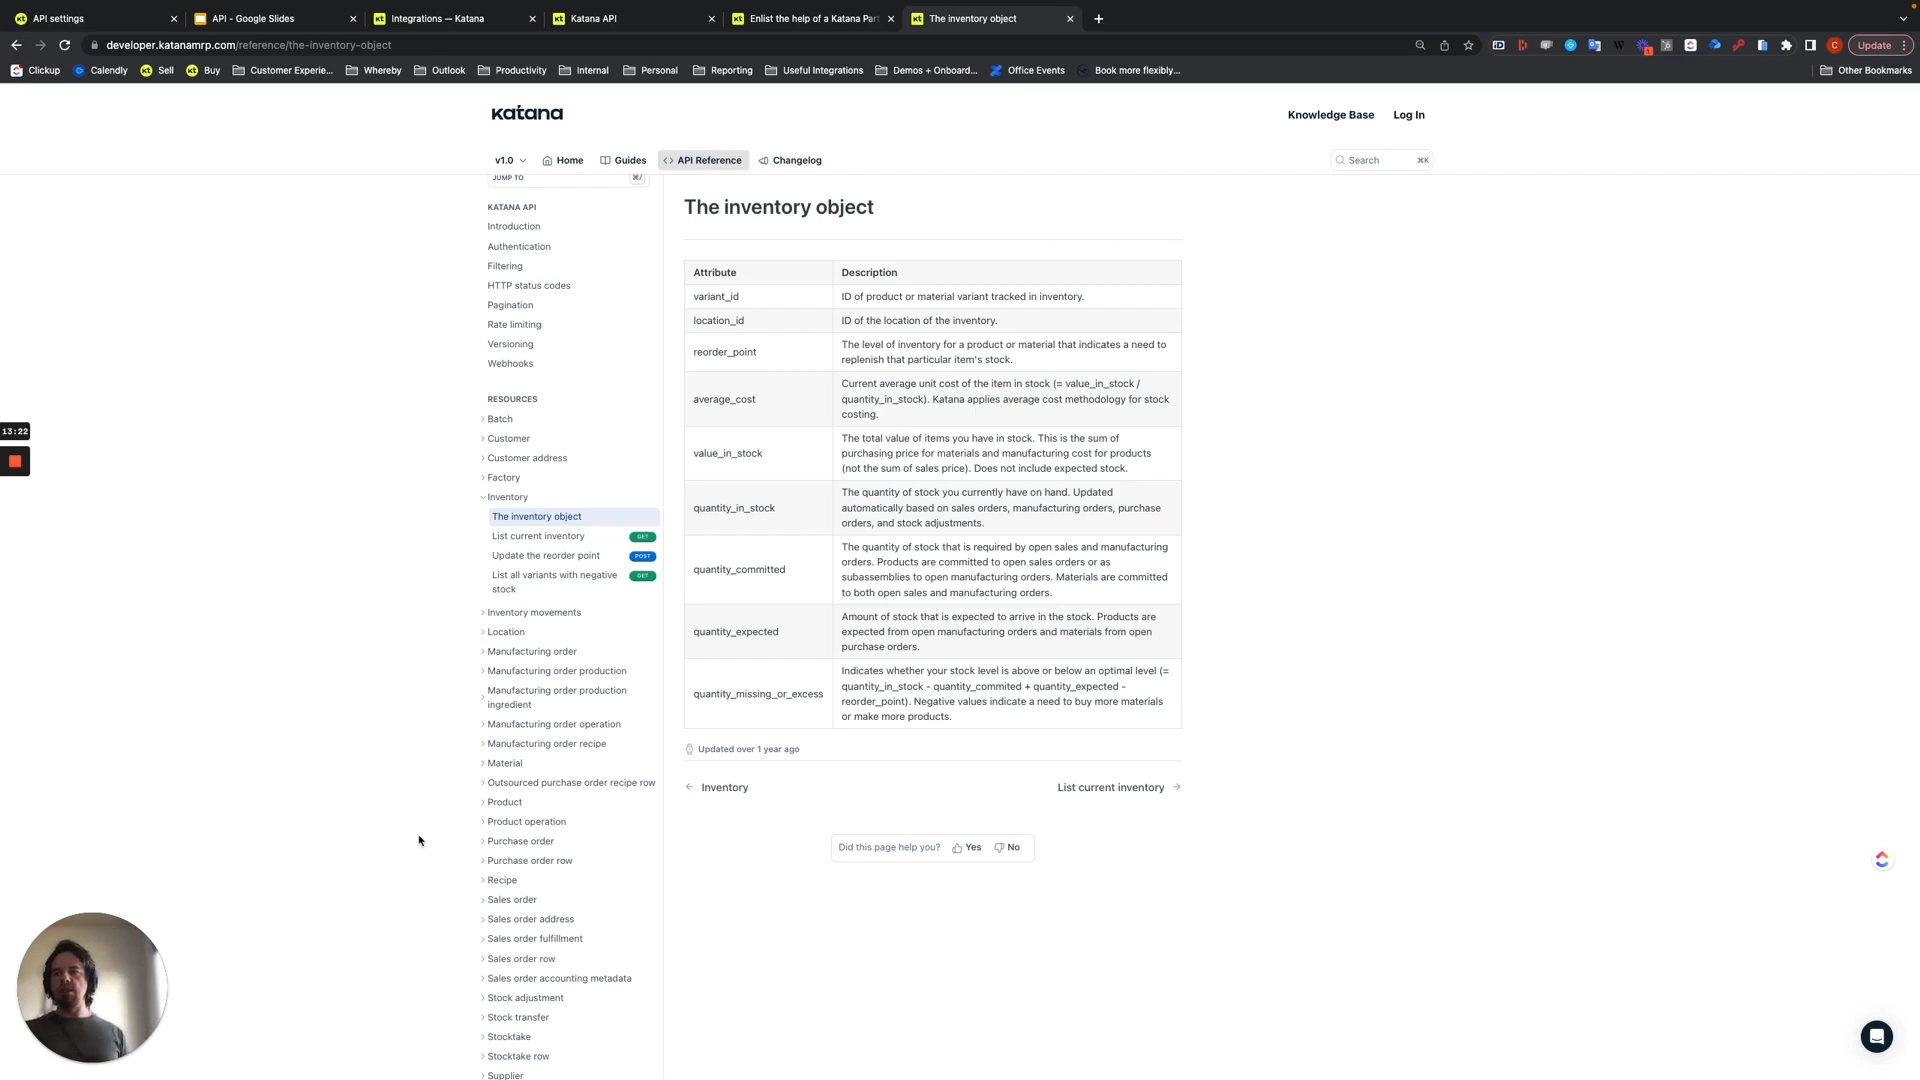 API settings
API - Google Slides
Integrations — Katana
Katana API
Enlist the help of a Katana Par
The inventory object
developer.katanamrp.com/reference/the-inventory-object
Update
Clickup
Calendly
Sell
Buy
Customer Experie...
Whereby
Outlook
Productivity
Internal
Personal
Reporting
Useful Integrations
Demos + Onboard...
Office Events
Book more flexibly...
Other Bookmarks
katana
Knowledge Base
Log In
v1.0
Home
Guides
API Reference
Changelog
Search
⌘K
JUMP TO
⌘/
KATANA API
Introduction
Authentication
Filtering
HTTP status codes
Pagination
Rate limiting
Versioning
Webhooks
RESOURCES
Batch
Customer
Customer address
Factory
Inventory
The inventory object
List current inventory GET
Update the reorder point POST
List all variants with negative GET
stock
Inventory movements
Location
Manufacturing order
Manufacturing order production
Manufacturing order production
ingredient
Manufacturing order operation
Manufacturing order recipe
Material
Outsourced purchase order recipe row
Product
Product operation
Purchase order
Purchase order row
Recipe
Sales order
Sales order address
Sales order fulfillment
Sales order row
Sales order accounting metadata
Stock adjustment
Stock transfer
Stocktake
Stocktake row
Supplier
The inventory object
Attribute Description
variant_id ID of product or material variant tracked in inventory.
location_id ID of the location of the inventory.
reorder_point The level of inventory for a product or material that indicates a need to
replenish that particular item's stock.
average_cost Current average unit cost of the item in stock (= value_in_stock /
quantity_in_stock). Katana applies average cost methodology for stock
costing.
value_in_stock The total value of items you have in stock. This is the sum of
purchasing price for materials and manufacturing cost for products
(not the sum of sales price). Does not include expected stock.
quantity_in_stock The quantity of stock you currently have on hand. Updated
automatically based on sales orders, manufacturing orders, purchase
orders, and stock adjustments.
quantity_committed The quantity of stock that is required by open sales and manufacturing
orders. Products are committed to open sales orders or as
subassemblies to open manufacturing orders. Materials are committed
to both open sales and manufacturing orders.
quantity_expected Amount of stock that is expected to arrive in the stock. Products are
expected from open manufacturing orders and materials from open
purchase orders.
quantity_missing_or_excess Indicates whether your stock level is above or below an optimal level (=
quantity_in_stock - quantity_commited + quantity_expected -
reorder_point). Negative values indicate a need to buy more materials
or make more products.
Updated over 1 year ago
Inventory
List current inventory
Did this page help you? Yes No
13:22